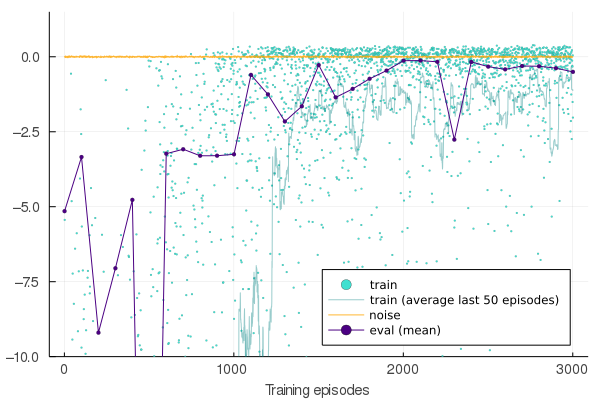 0.0
−2.5
−5.0
−7.5
−10.0
0
1000
2000
3000
Training episodes
train
train (average last 50 episodes)
noise
eval (mean)